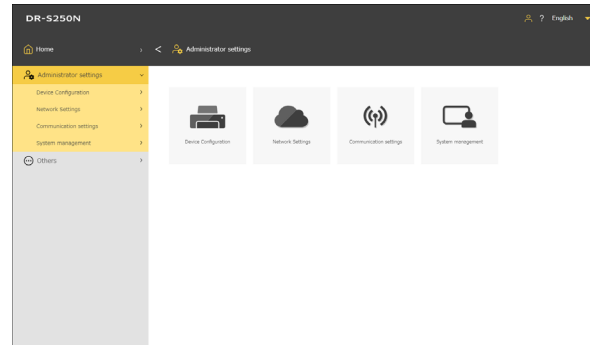 DR-S250N
? English
Home
< Administrator settings
Administrator settings
Device Configuration
Network Settings
Communication settings
System management
Others
Device Configuration
Network Settings
Communication settings
System management